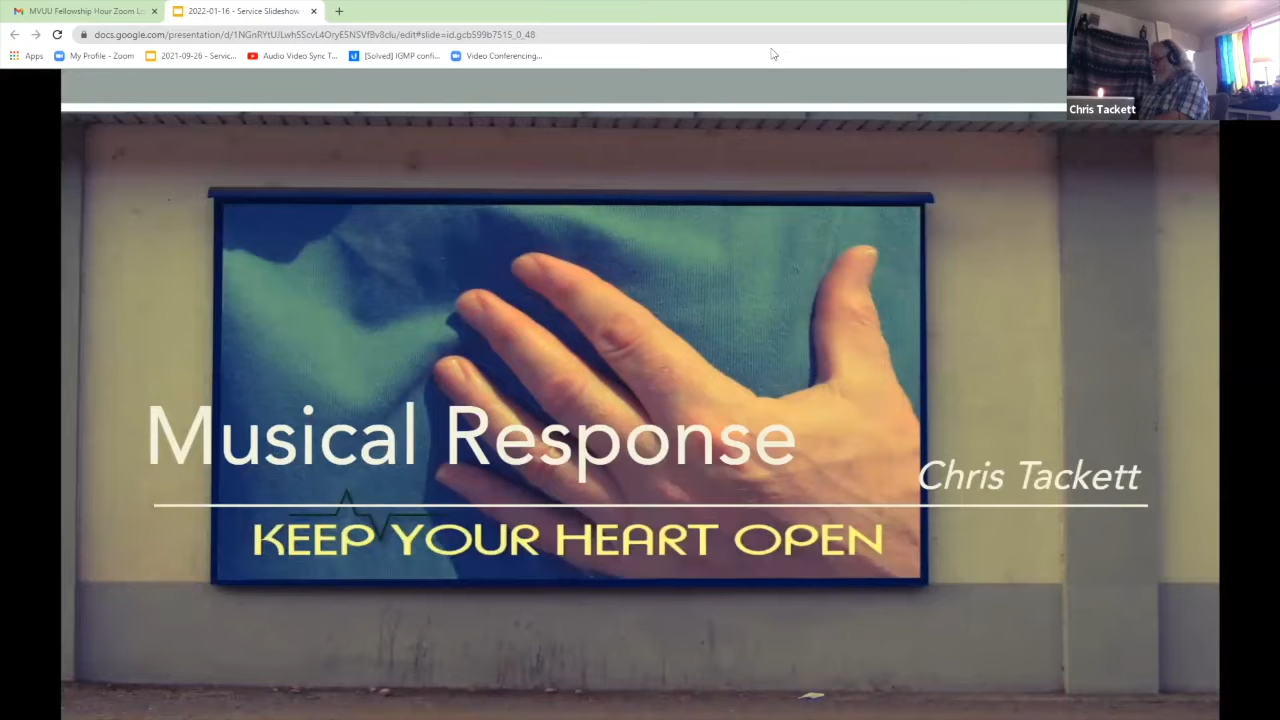 MVUU Fellowship Hour Zoom Lo
2022-01-16 - Service Slideshow
docs.google.com/presentation/d/1NGnRYtUJLwh5ScvL4OryE5NSVfBv8clu/edit#slide=id.gcb599b7515_0_48
Apps
My Profile - Zoom
2021-09-26 - Servic...
Audio Video Sync T...
[Solved] IGMP confi...
Video Conferencing...
Chris Tackett
Musical Response
Chris Tackett
KEEP YOUR HEART OPEN